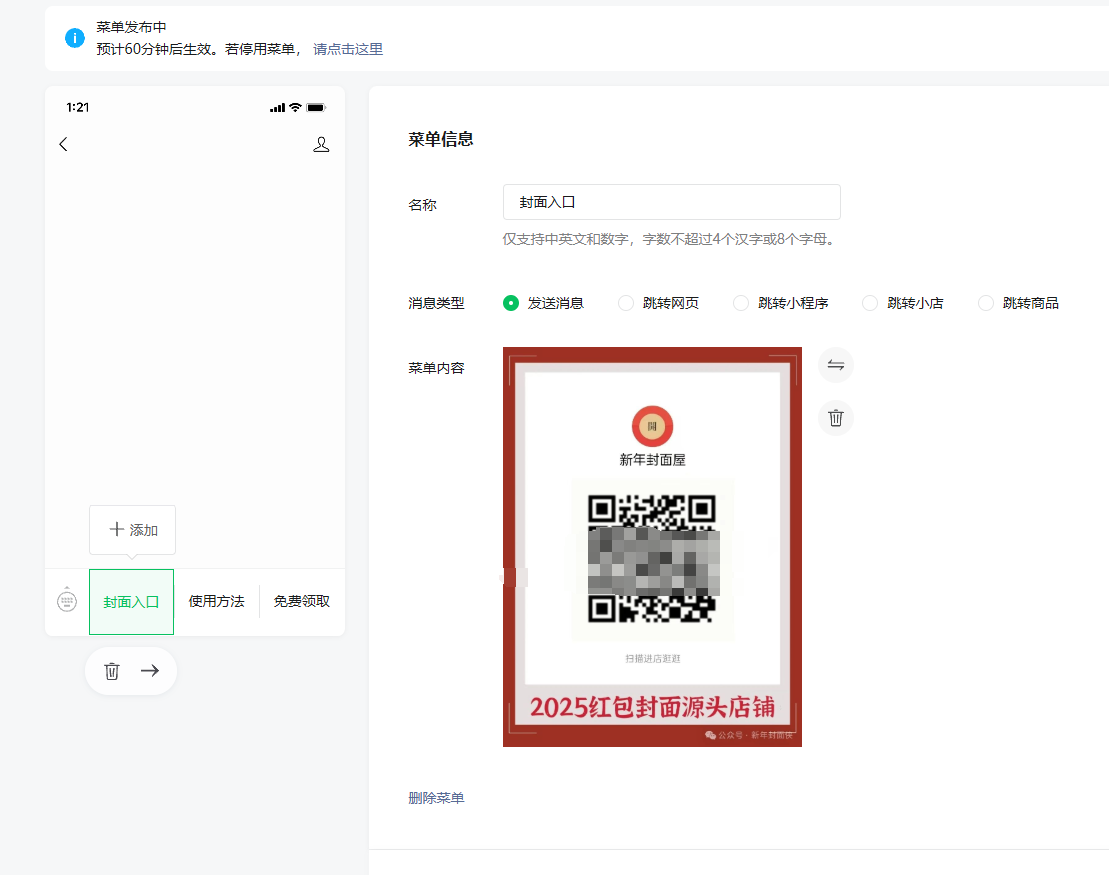 菜单发布中
预计60分钟后生效。若停用菜单， 请点击这里
1:21
菜单信息
名称
封面入口
仅支持中英文和数字，字数不超过4个汉字或8个字母。
消息类型
发送消息
跳转网页
跳转小程序
跳转小店
跳转商品
菜单内容
開
新年封面屋
扫描进店逛逛
2025红包封面源头店铺
公众号·新年封面侠
添加
封面入口
使用方法
免费领取
删除菜单